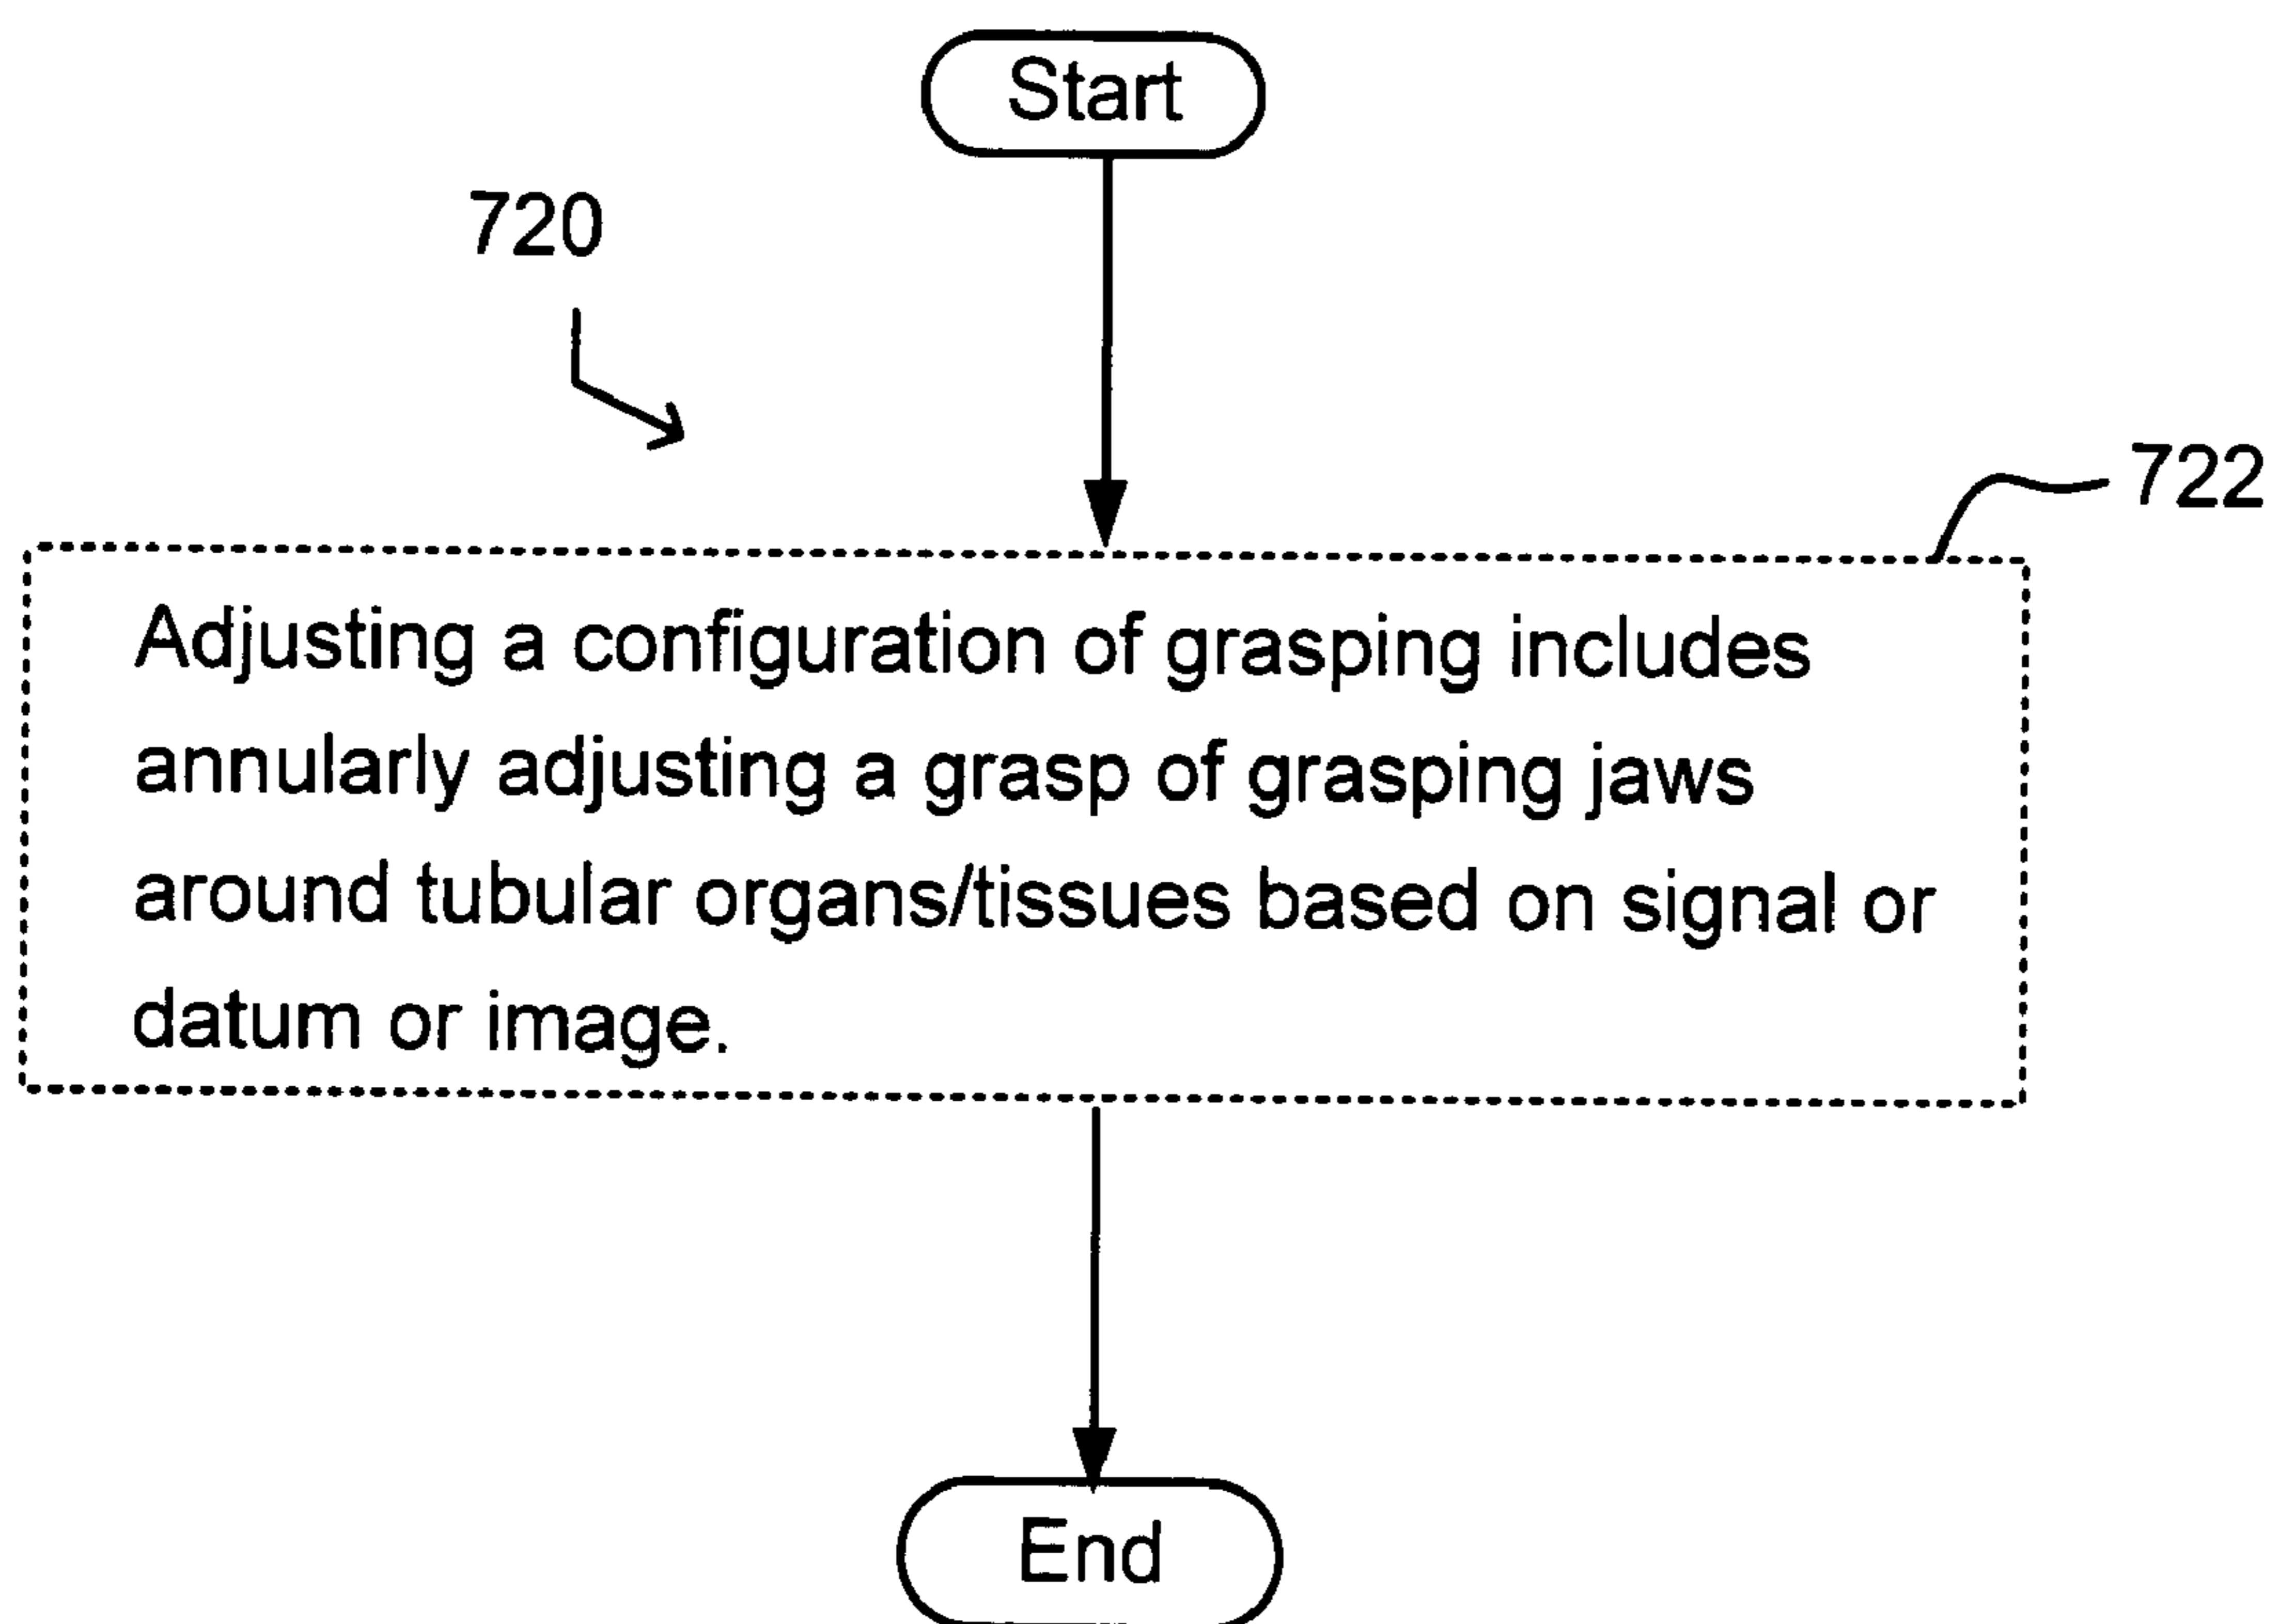 Start
720
722
Adjusting a configuration of grasping includes
annularly adjusting a grasp of grasping jaws
around tubular organs/tissues based on signal or
datum or image.
End